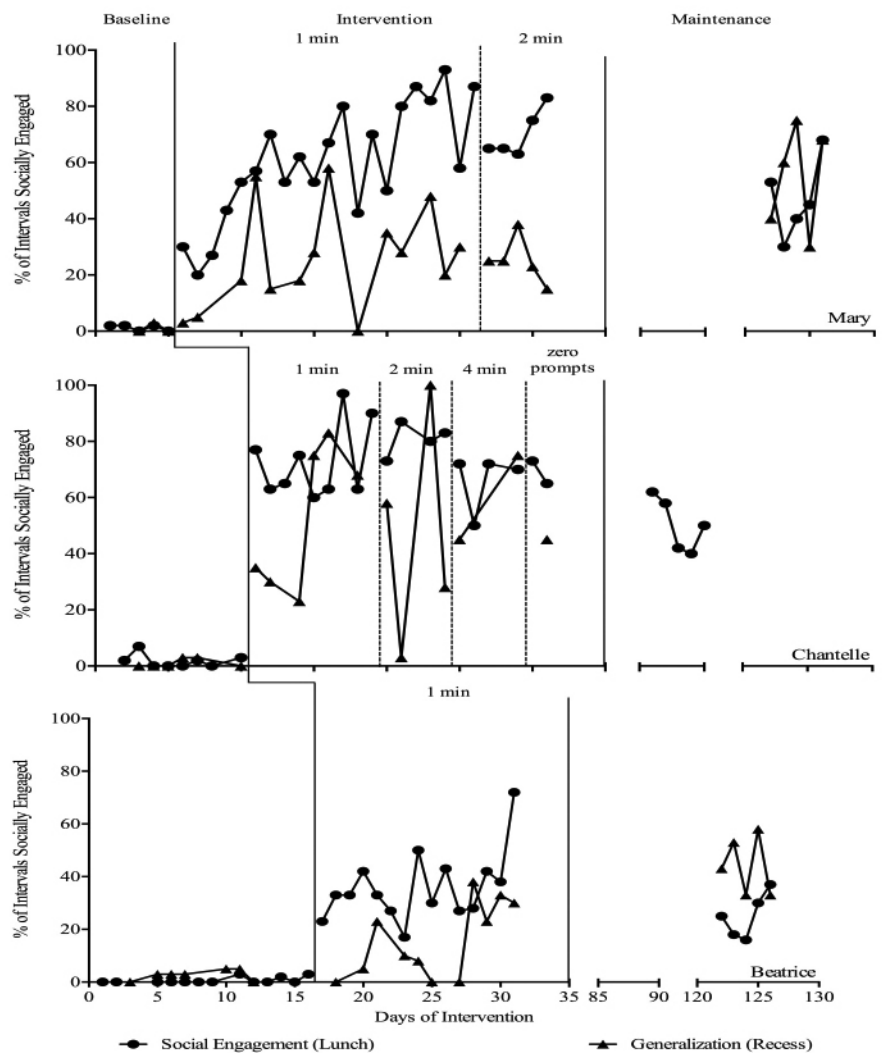 Baseline Intervention Maintenance
1 min 2 min
100
80
60
40
20
0
% of Intervals Socially Engaged
Mary
1 min 2 min 4 min zero prompts
100
80
60
40
20
0
% of Intervals Socially Engaged
Chantelle
1 min
100
80
60
40
20
0
% of Intervals Socially Engaged
Beatrice
0 5 10 15 20 25 30 35 85 90 120 125 130
Days of Intervention
Social Engagement (Lunch) Generalization (Recess)